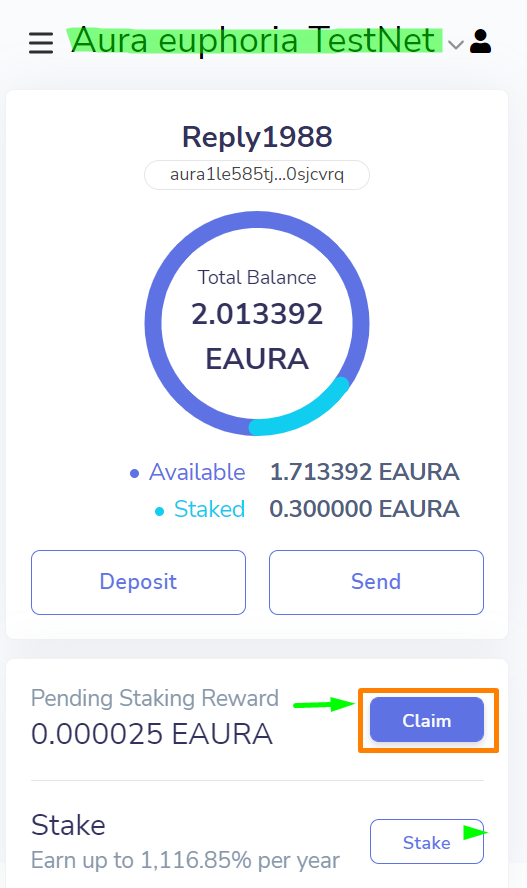 Aura euphoria TestNet
Reply1988
aura1le585tj...0sjcvrq
Total Balance
2.013392
EAURA
Available 1.713392 EAURA
Staked 0.300000 EAURA
Deposit Send
Pending Staking Reward
0.000025 EAURA
Claim
Stake
Earn up to 1,116.85% per year
Stake